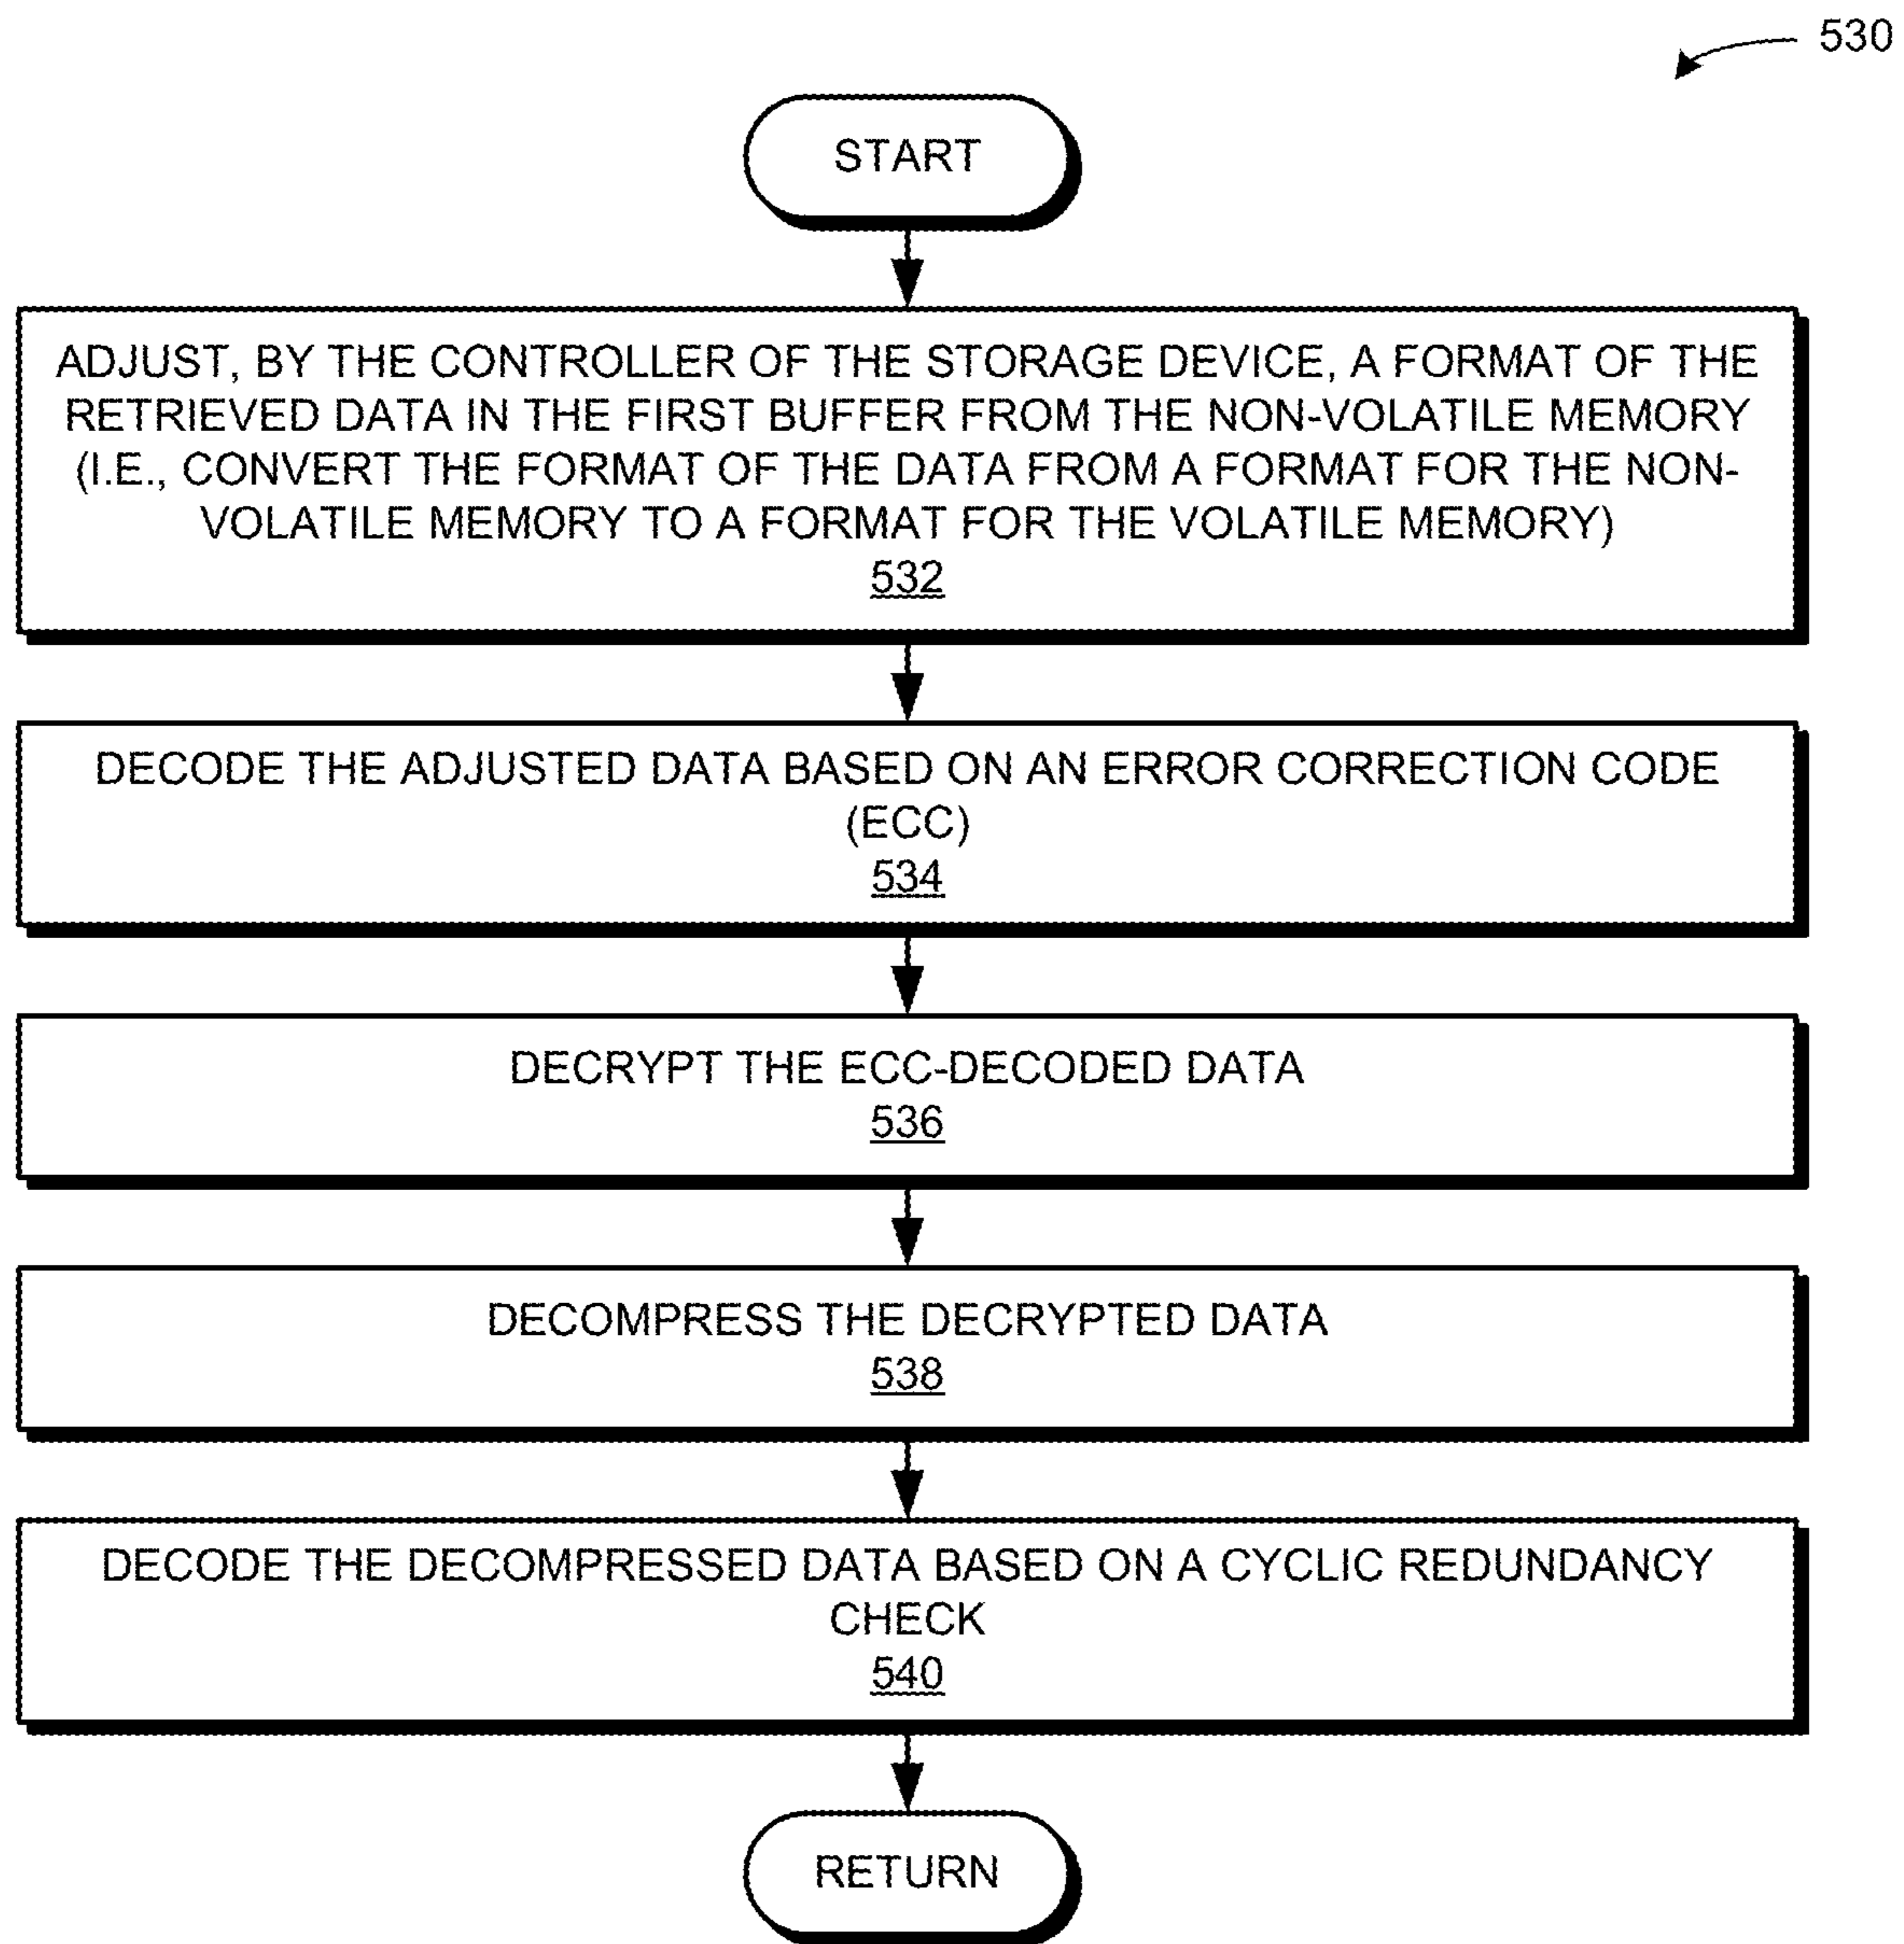 530
START
ADJUST, BY THE CONTROLLER OF THE STORAGE DEVICE, A FORMAT OF THE
RETRIEVED DATA IN THE FIRST BUFFER FROM THE NON-VOLATILE MEMORY
(I.E., CONVERT THE FORMAT OF THE DATA FROM A FORMAT FOR THE NON-
VOLATILE MEMORY TO A FORMAT FOR THE VOLATILE MEMORY)
532
DECODE THE ADJUSTED DATA BASED ON AN ERROR CORRECTION CODE
(ECC)
534
DECRYPT THE ECC-DECODED DATA
536
DECOMPRESS THE DECRYPTED DATA
538
DECODE THE DECOMPRESSED DATA BASED ON A CYCLIC REDUNDANCY
CHECK
540
RETURN